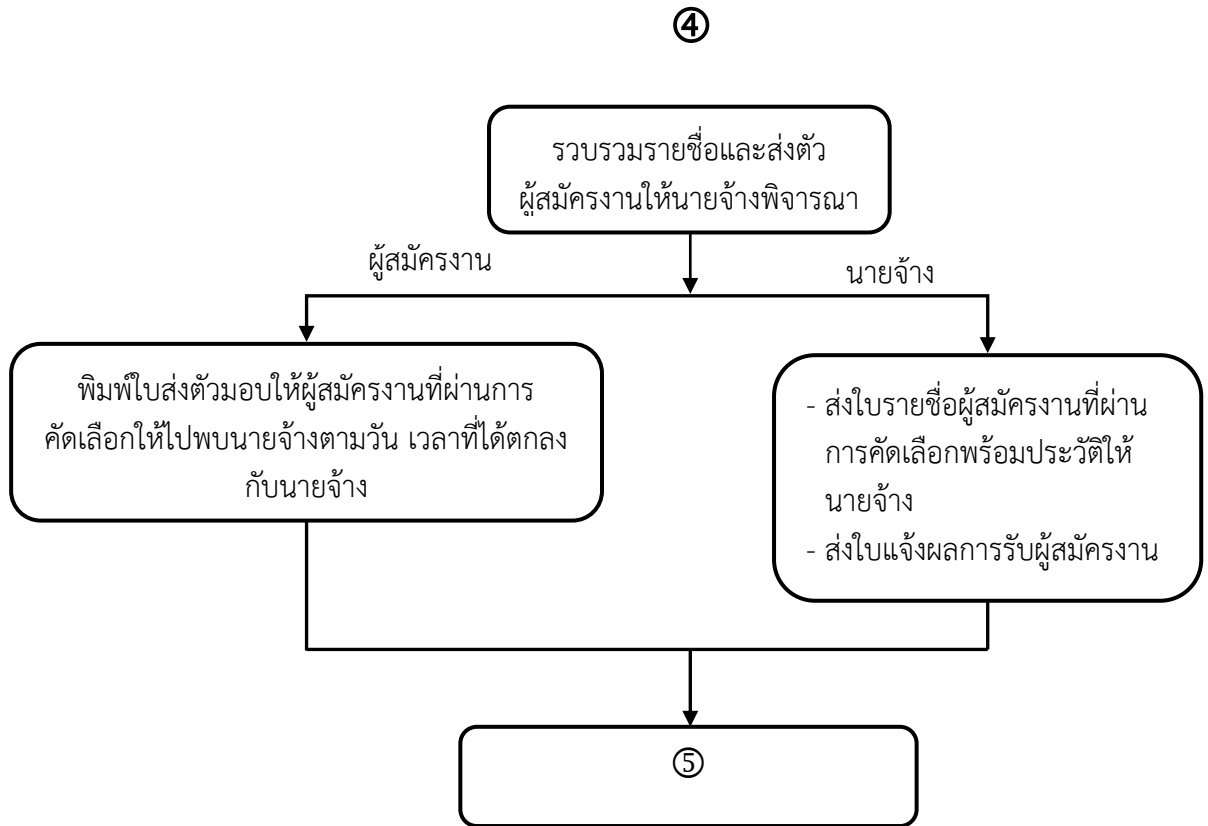 ④
รวบรวมรายชื่อและส่งตัว
ผู้สมัครงานให้นายจ้างพิจารณา
ผู้สมัครงาน
นายจ้าง
พิมพ์ใบส่งตัวมอบให้ผู้สมัครงานที่ผ่านการ
คัดเลือกให้ไปพบนายจ้างตามวัน เวลาที่ได้ตกลง
กับนายจ้าง
- ส่งใบรายชื่อผู้สมัครงานที่ผ่าน
การคัดเลือกพร้อมประวัติให้
นายจ้าง
- ส่งใบแจ้งผลการรับผู้สมัครงาน
⑤